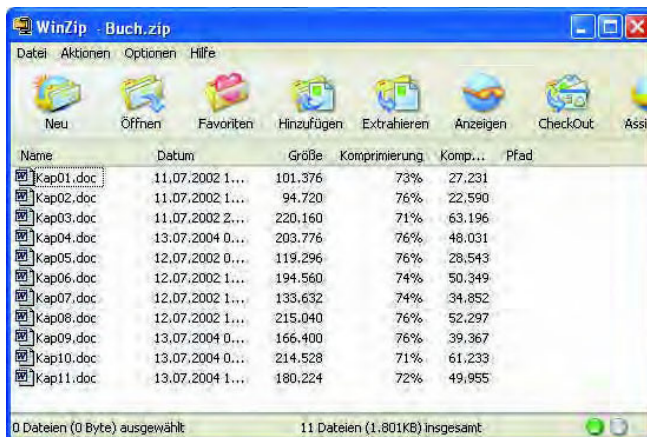 WinZip - Buch.zip
Datei Aktionen Optionen Hilfe
Neu Öffnen Favoriten Hinzufügen Extrahieren Anzeigen CheckOut Assi
Name Datum Größe Komprimierung Komp... Pfad
Kap01.doc 11.07.2002 1... 101.376 73% 27.231
Kap02.doc 11.07.2002 1... 94.720 76% 22.590
Kap03.doc 11.07.2002 2... 220.160 71% 63.196
Kap04.doc 13.07.2004 0... 203.776 76% 48.031
Kap05.doc 12.07.2002 0... 119.296 76% 28.543
Kap06.doc 12.07.2002 1... 194.560 74% 50.349
Kap07.doc 12.07.2002 1... 133.632 74% 34.852
Kap08.doc 12.07.2002 1... 215.040 76% 52.297
Kap09.doc 13.07.2004 0... 166.400 76% 39.367
Kap10.doc 13.07.2004 0... 214.528 71% 61.233
Kap11.doc 13.07.2004 1... 180.224 72% 49.955
0 Dateien (0 Byte) ausgewählt 11 Dateien (1.801KB) insgesamt